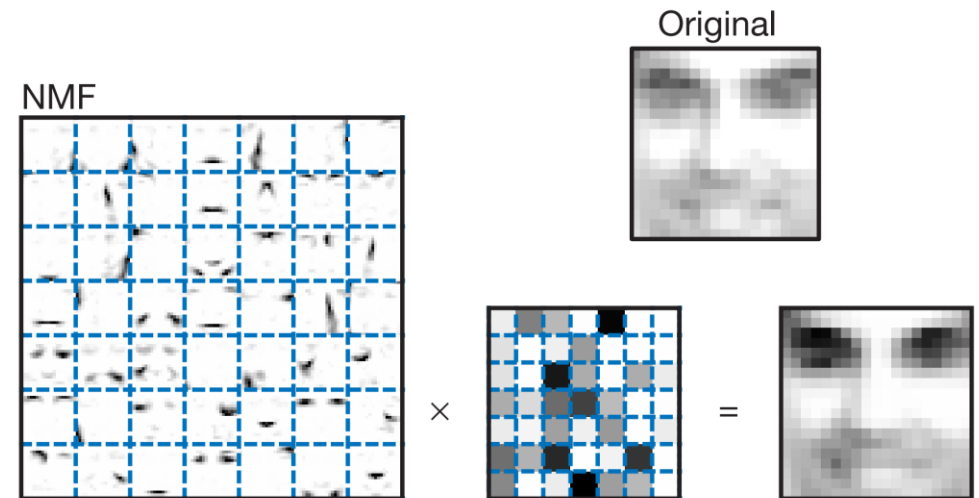 Original
NMF
× =